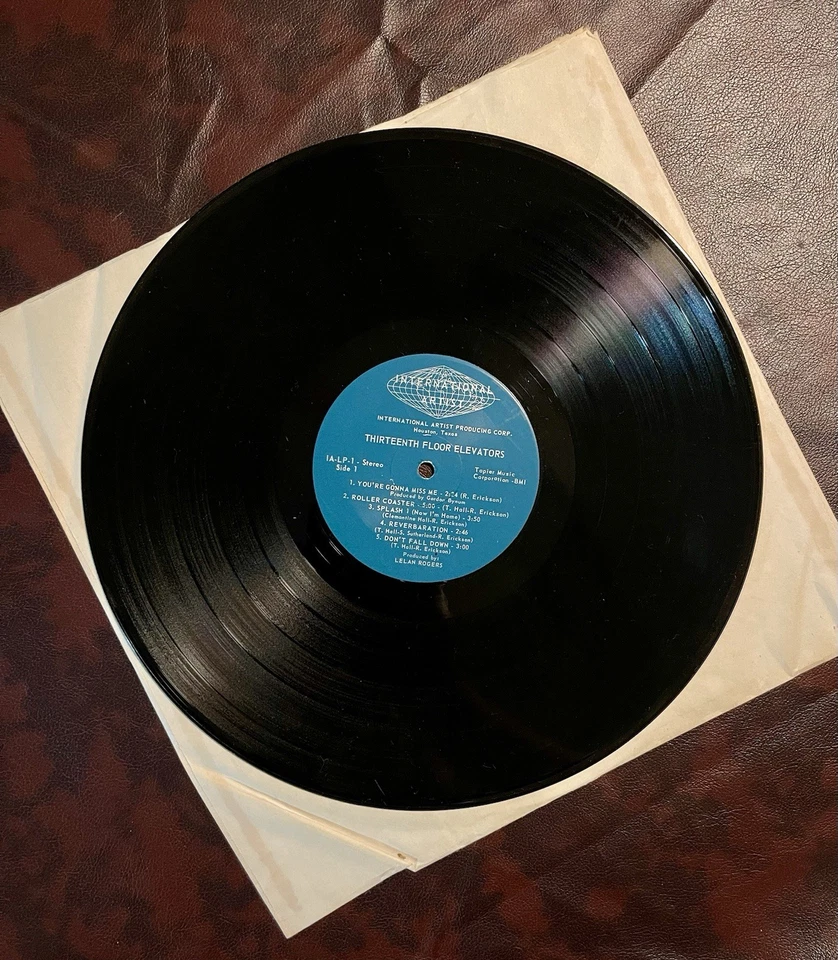 INTERNATIONAL
ARTISTS
INTERNATIONAL ARTIST PRODUCING CORP.
Houston, Texas
THIRTEENTH FLOOR ELEVATORS
IA-LP-1 - Stereo
Side 1
Tapier Music
Corporation -BMI
1. YOU'RE GONNA MISS ME - 2:24 (R. Erickson)
Produced by Gordon Bynum
2. ROLLER COASTER - 5:00 - (T. Hall-R. Erickson)
3. SPLASH 1 (Now I'm Home) - 3:50
(Clementine Hall-R. Erickson)
4. REVERBARATION - 2:46
(T. Hall-S. Sutherland-R. Erickson)
5. DON'T FALL DOWN - 3:00
(T. Hall-R. Erickson)
Produced by:
LELAN ROGERS